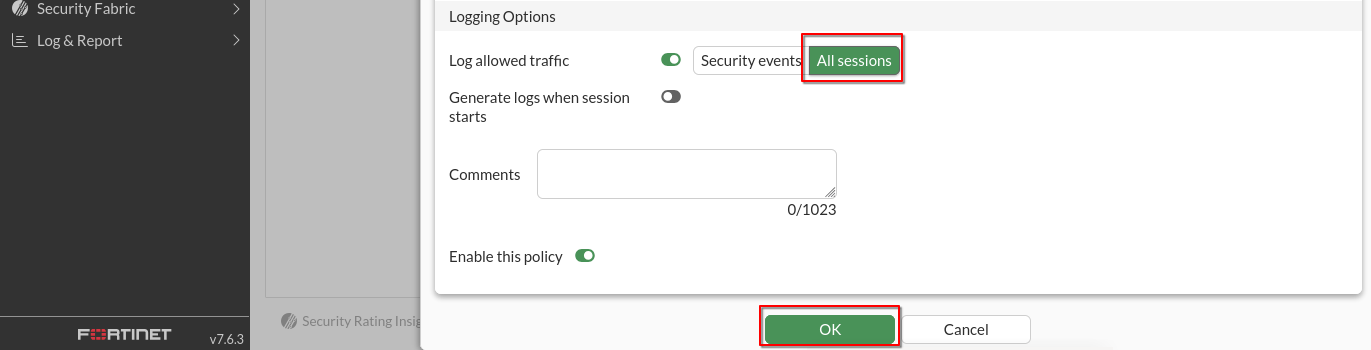 Security Fabric
Log & Report
FORTINET
v7.6.3
Security Rating Insig
Logging Options
Log allowed traffic
Security events
All sessions
Generate logs when session
starts
Comments
0/1023
Enable this policy
OK
Cancel